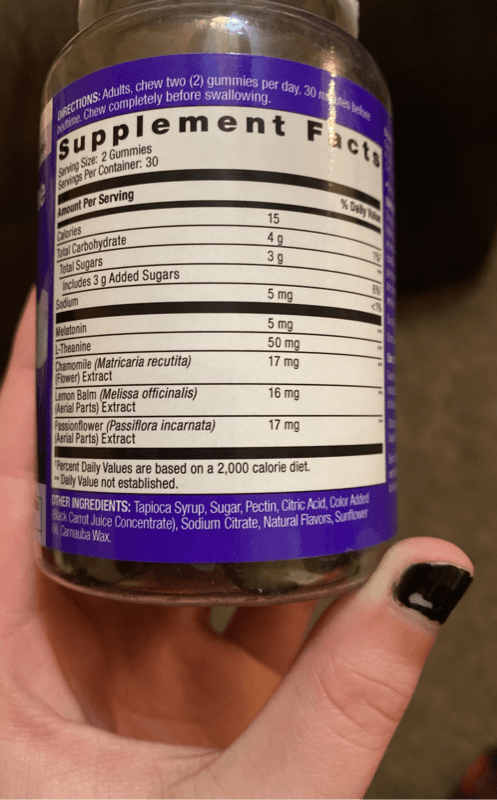 DIRECTIONS: Adults, chew two (2) gummies per day, 30 minutes before
bedtime. Chew completely before swallowing.
Supplement Facts
Serving Size: 2 Gummies
Servings Per Container: 30
Amount Per Serving % Daily Value
Calories 15
Total Carbohydrate 4 g 1%*
Total Sugars 3 g **
Includes 3 g Added Sugars 6%*
Sodium 5 mg <1%
Melatonin 5 mg **
L-Theanine 50 mg **
Chamomile (Matricaria recutita) 17 mg **
(Flower) Extract
Lemon Balm (Melissa officinalis) 16 mg **
(Aerial Parts) Extract
Passionflower (Passiflora incarnata) 17 mg **
(Aerial Parts) Extract
*Percent Daily Values are based on a 2,000 calorie diet.
** Daily Value not established.
OTHER INGREDIENTS: Tapioca Syrup, Sugar, Pectin, Citric Acid, Color Added
(Black Carrot Juice Concentrate), Sodium Citrate, Natural Flavors, Sunflower
Oil, Carnauba Wax.